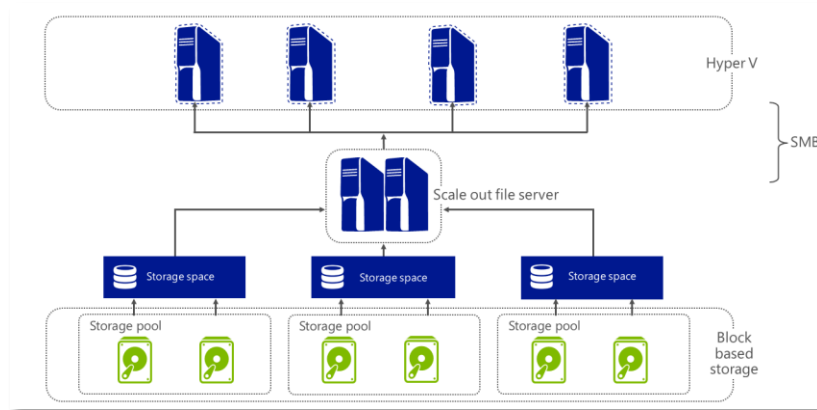 Hyper V
SMB
Scale out file server
Storage space
Storage space
Storage space
Storage pool
Storage pool
Storage pool
Block
based
storage